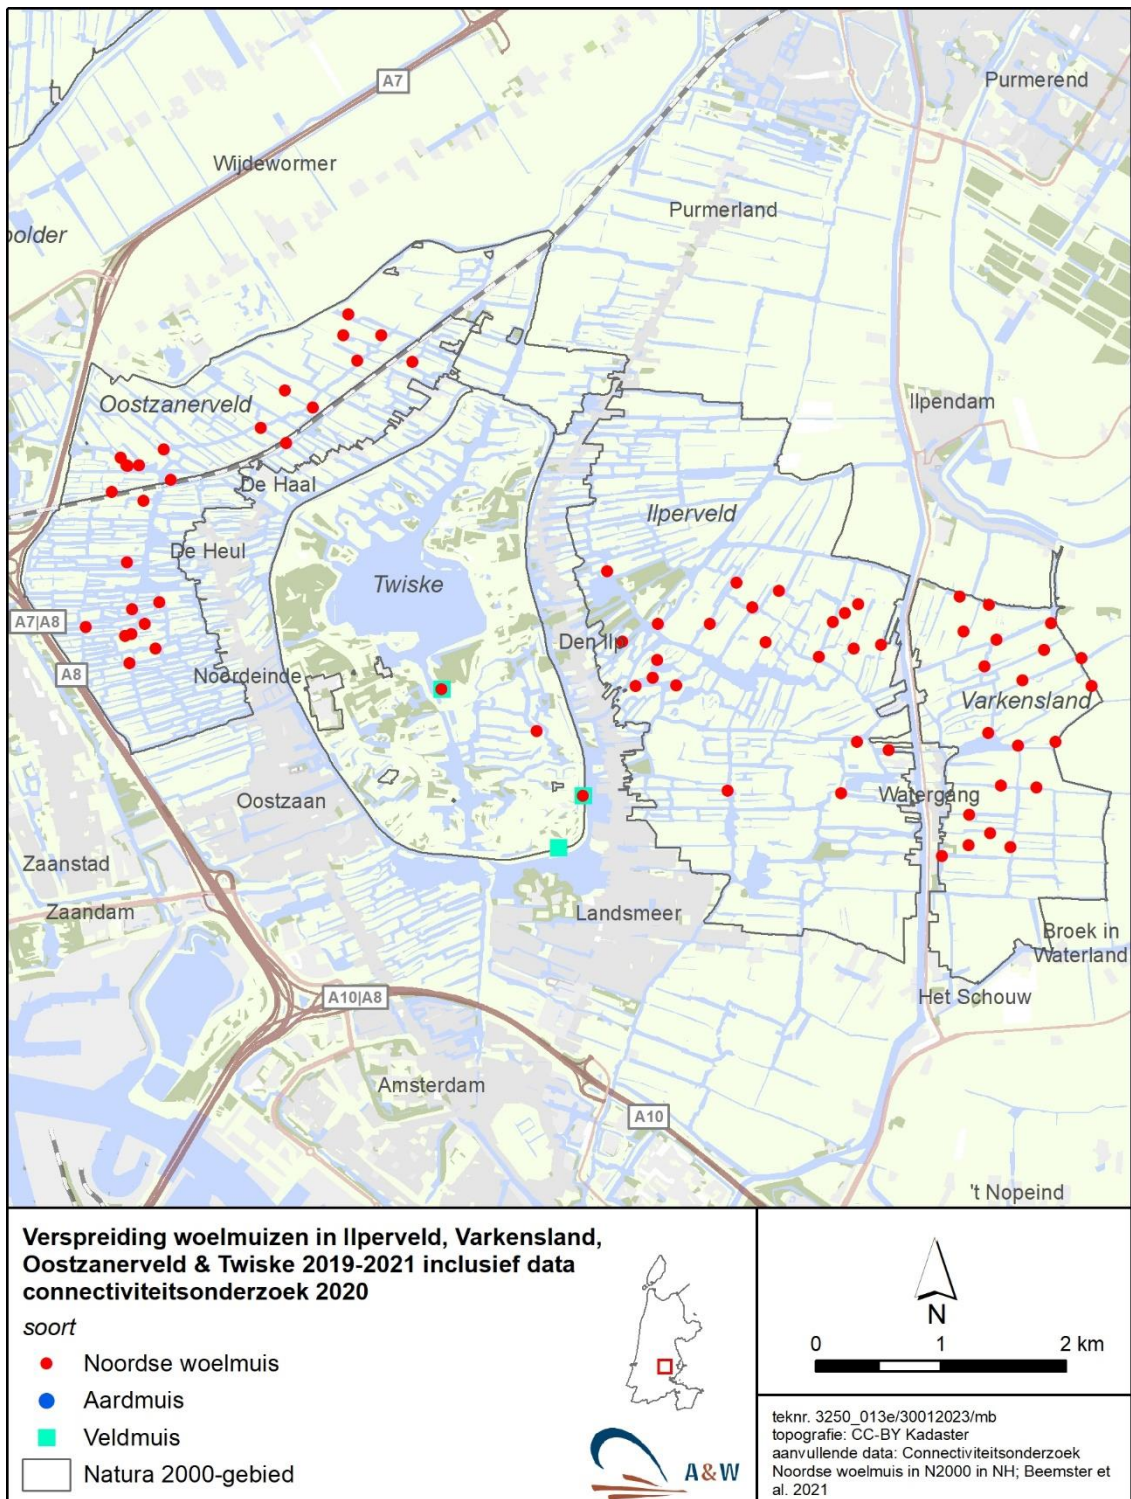 A7
Purmerend
Wijdewormer
Purmerland
polder
Oostzanerveld
Ilpendam
De Haal
Ilperveld
De Heul
Twiske
A7|A8
Den Ilp
A8
Noordeinde
Varkensland
Oostzaan
Watergang
Zaanstad
Zaandam
Landsmeer
Broek in
Waterland
Het Schouw
A10|A8
Amsterdam
A10
't Nopeind
Verspreiding woelmuizen in Ilperveld, Varkensland,
Oostzanerveld & Twiske 2019-2021 inclusief data
connectiviteitsonderzoek 2020
soort
Noordse woelmuis
Aardmuis
Veldmuis
Natura 2000-gebied
A&W
N
0 1 2 km
teknr. 3250_013e/30012023/mb
topografie: CC-BY Kadaster
aanvullende data: Connectiviteitsonderzoek
Noordse woelmuis in N2000 in NH; Beemster et
al. 2021